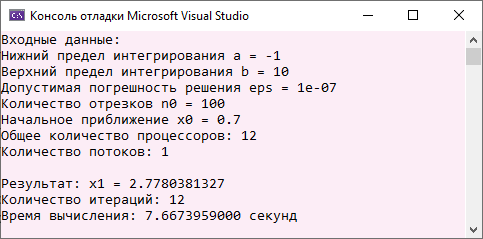 Консоль отладки Microsoft Visual Studio
Входные данные:
Нижний предел интегрирования a = -1
Верхний предел интегрирования b = 10
Допустимая погрешность решения eps = 1e-07
Количество отрезков n0 = 100
Начальное приближение x0 = 0.7
Общее количество процессоров: 12
Количество потоков: 1
Результат: x1 = 2.7780381327
Количество итераций: 12
Время вычисления: 7.6673959000 секунд